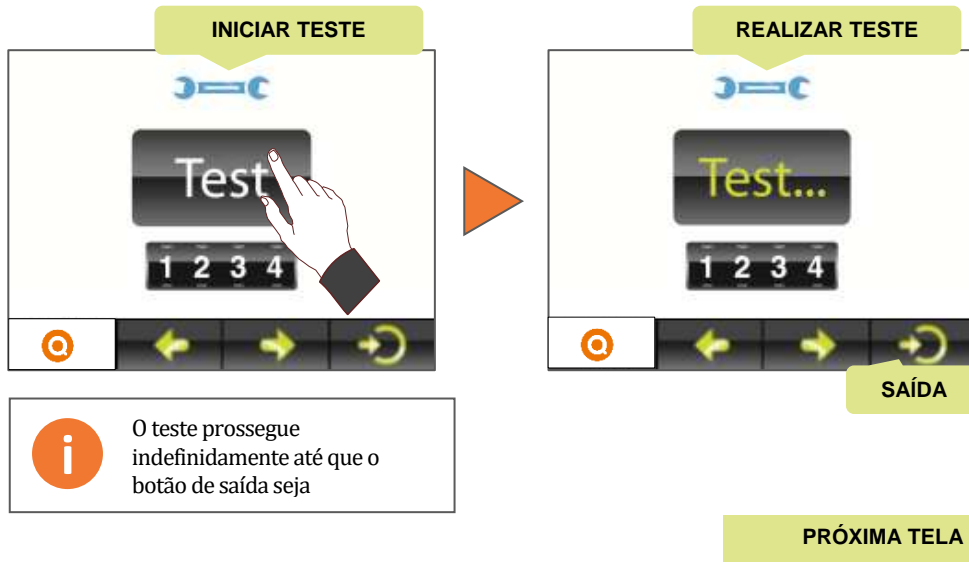 INICIAR TESTE
REALIZAR TESTE
Test
Test...
1 2 3 4
1 2 3 4
SAÍDA
i
O teste prossegue
indefinidamente até que o
botão de saída seja
PRÓXIMA TELA